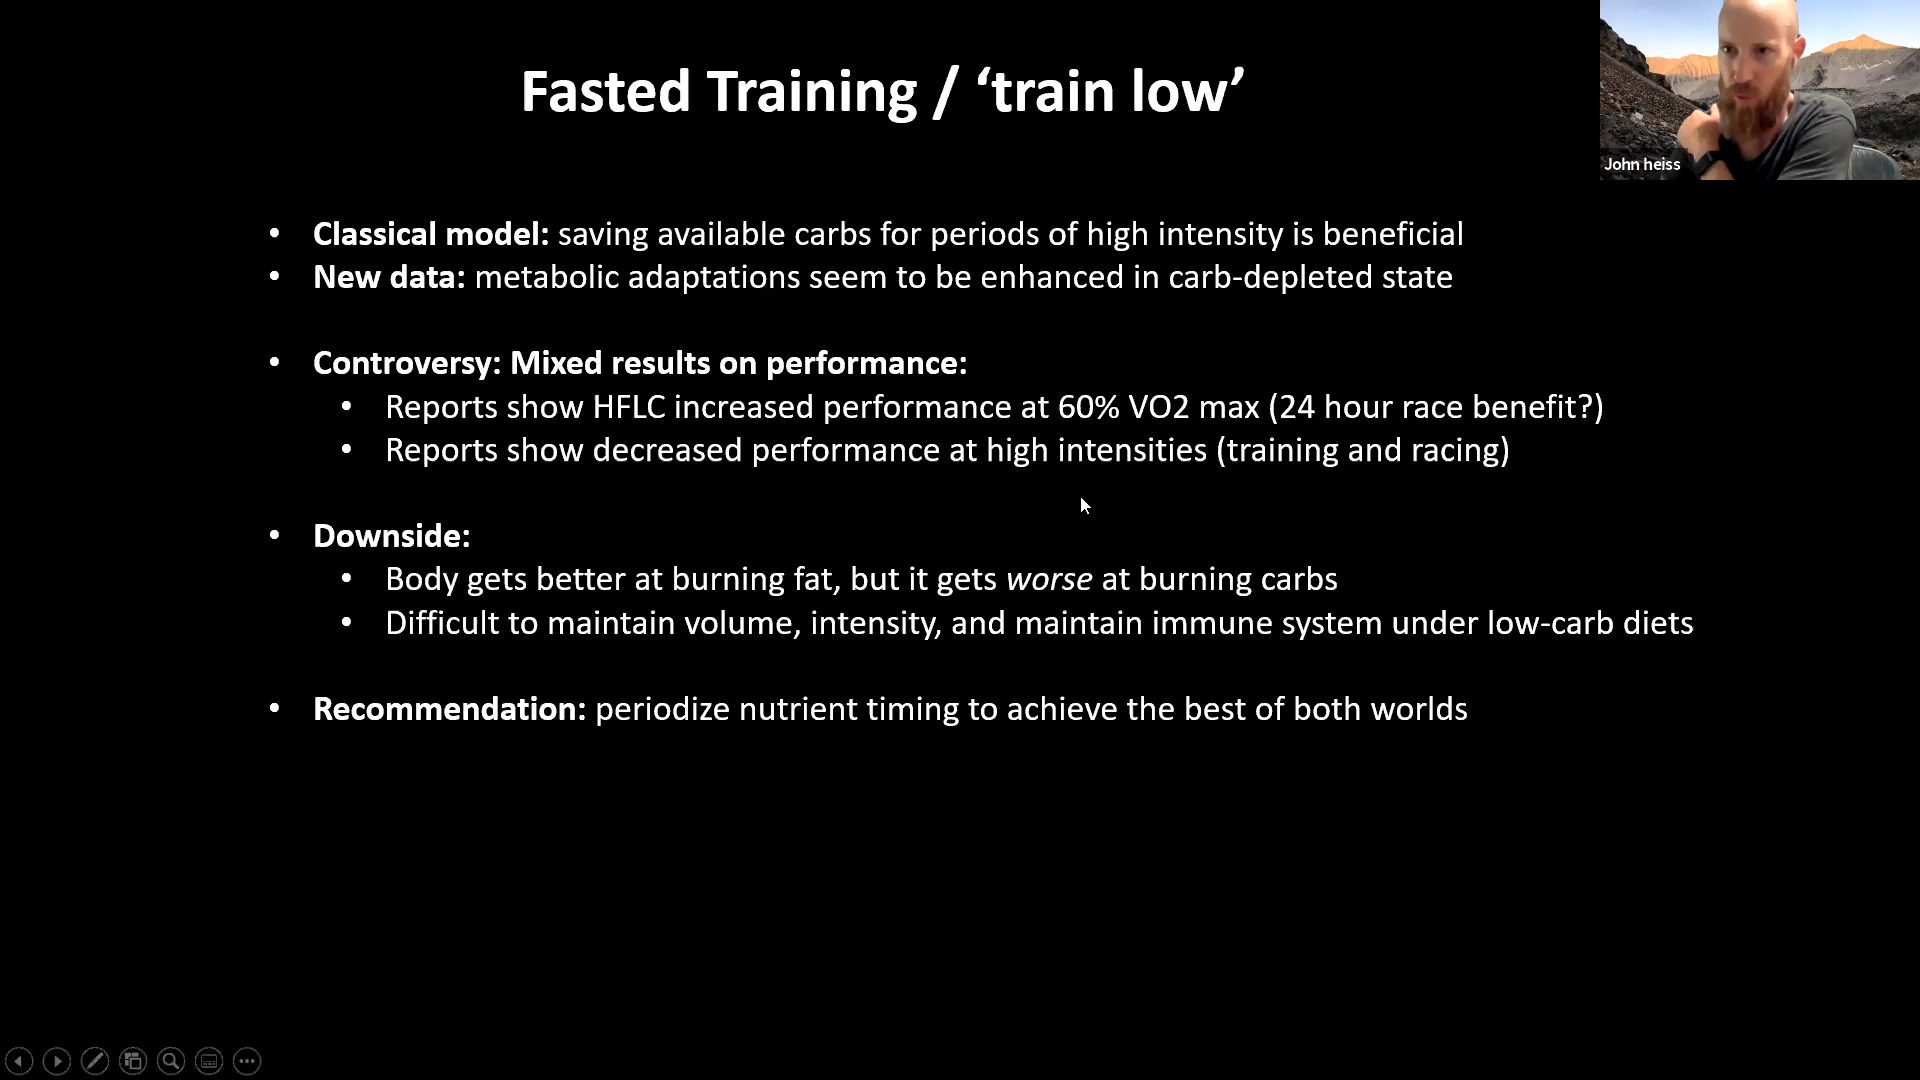 Fasted Training / ‘train low’
John heiss
• Classical model: saving available carbs for periods of high intensity is beneficial
• New data: metabolic adaptations seem to be enhanced in carb-depleted state
• Controversy: Mixed results on performance:
• Reports show HFLC increased performance at 60% VO2 max (24 hour race benefit?)
• Reports show decreased performance at high intensities (training and racing)
• Downside:
• Body gets better at burning fat, but it gets worse at burning carbs
• Difficult to maintain volume, intensity, and maintain immune system under low-carb diets
• Recommendation: periodize nutrient timing to achieve the best of both worlds